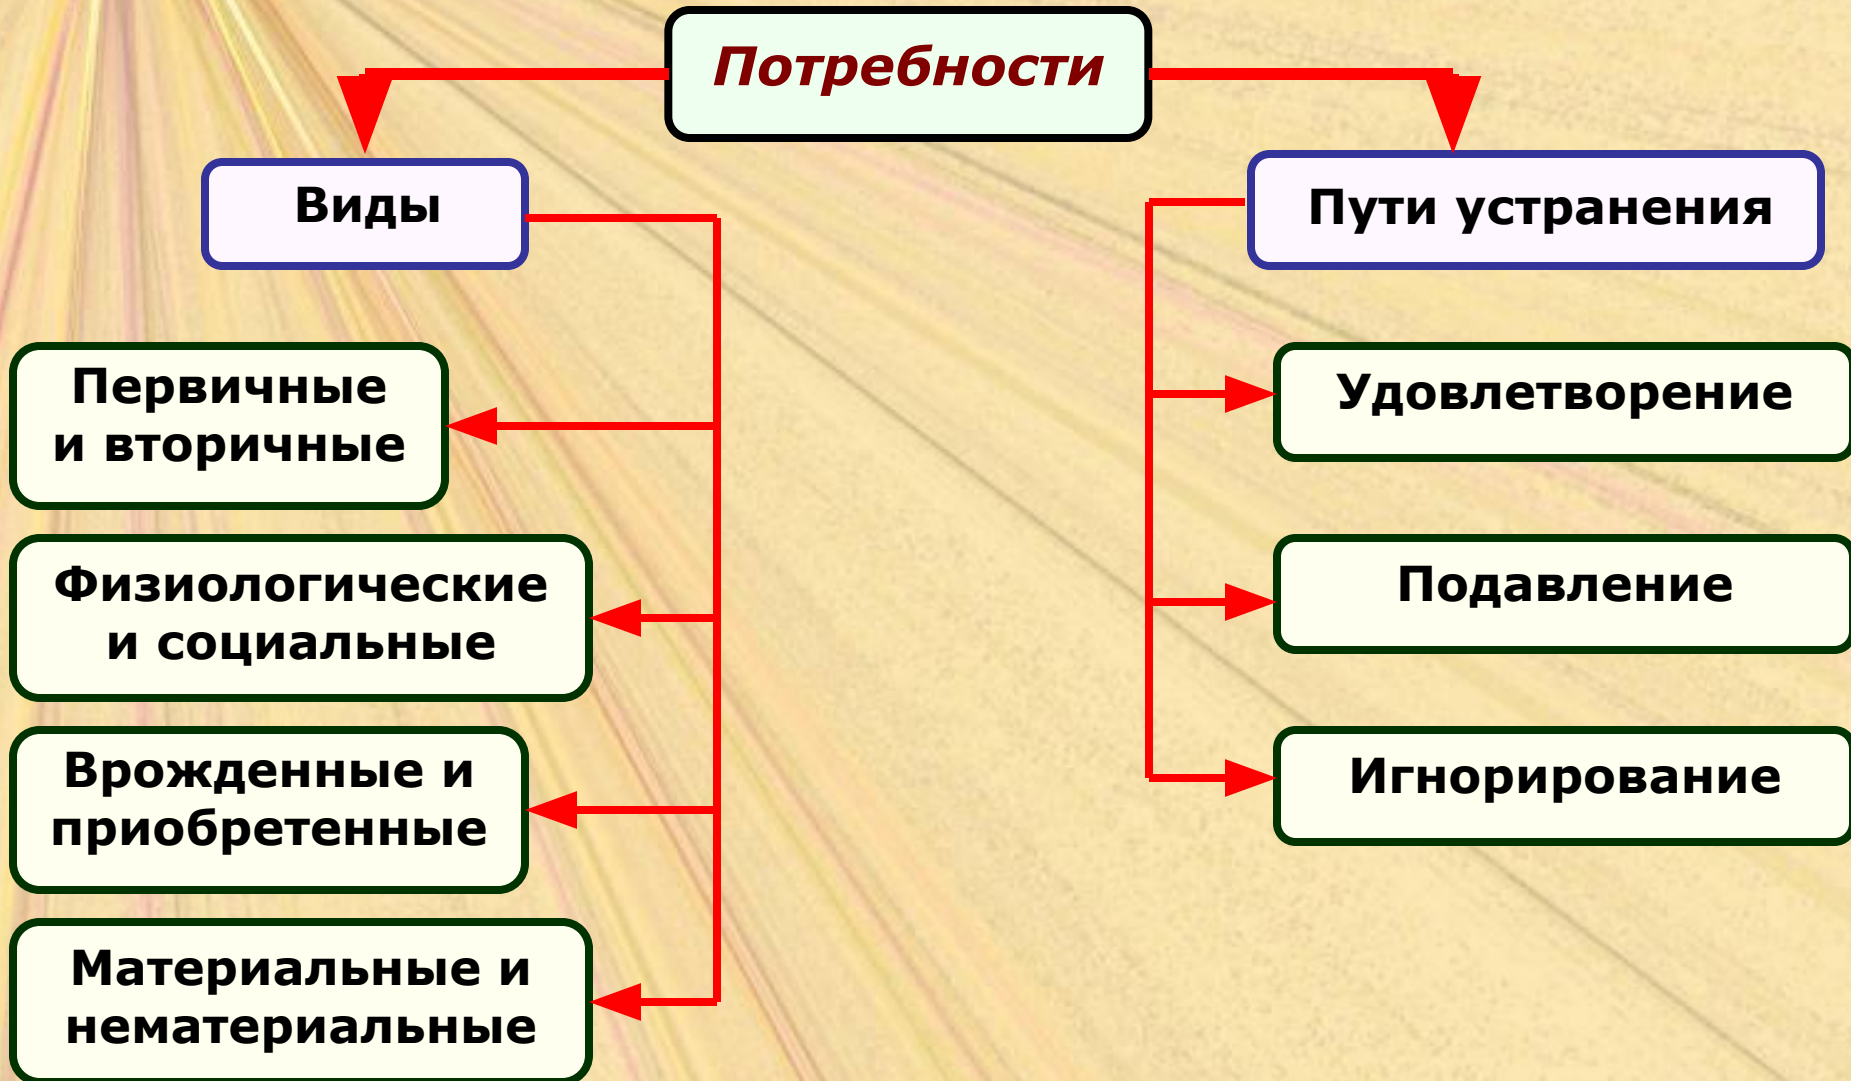 Потребности
Виды
Первичные
и вторичные
Физиологические
и социальные
Врожденные и
приобретенные
Материальные и
нематериальные
Пути устранения
Удовлетворение
Подавление
Игнорирование